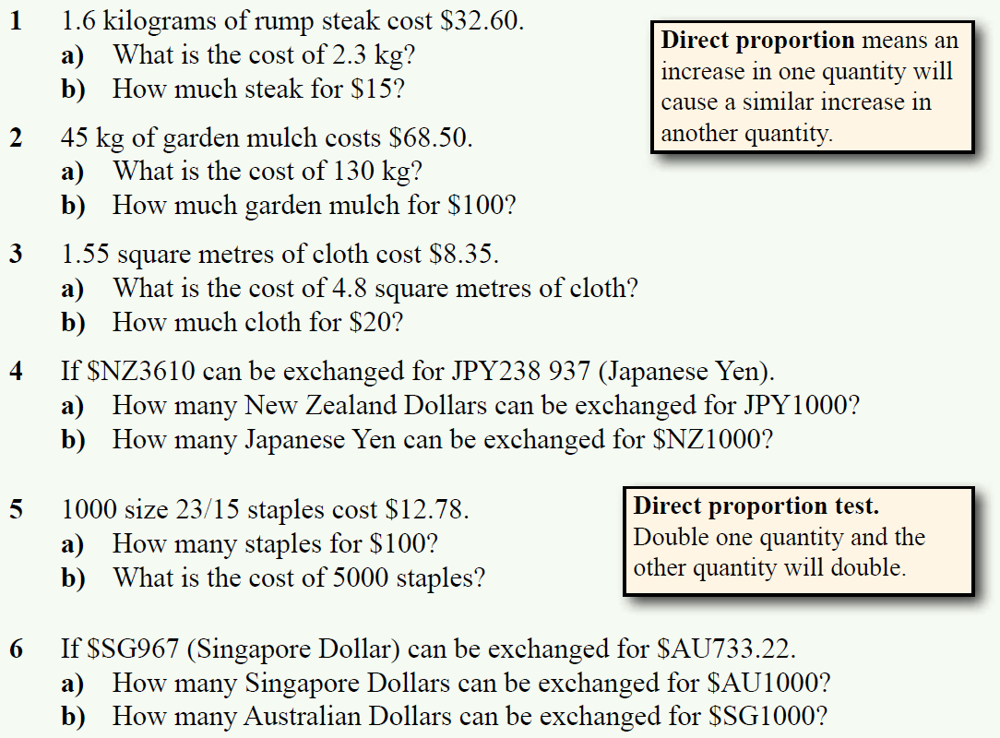 1 1.6 kilograms of rump steak cost $32.60.
a) What is the cost of 2.3 kg?
b) How much steak for $15?
Direct proportion means an
increase in one quantity will
cause a similar increase in
another quantity.
2 45 kg of garden mulch costs $68.50.
a) What is the cost of 130 kg?
b) How much garden mulch for $100?
3 1.55 square metres of cloth cost $8.35.
a) What is the cost of 4.8 square metres of cloth?
b) How much cloth for $20?
4 If $NZ3610 can be exchanged for JPY238 937 (Japanese Yen).
a) How many New Zealand Dollars can be exchanged for JPY1000?
b) How many Japanese Yen can be exchanged for $NZ1000?
5 1000 size 23/15 staples cost $12.78.
a) How many staples for $100?
b) What is the cost of 5000 staples?
Direct proportion test.
Double one quantity and the
other quantity will double.
6 If $SG967 (Singapore Dollar) can be exchanged for $AU733.22.
a) How many Singapore Dollars can be exchanged for $AU1000?
b) How many Australian Dollars can be exchanged for $SG1000?